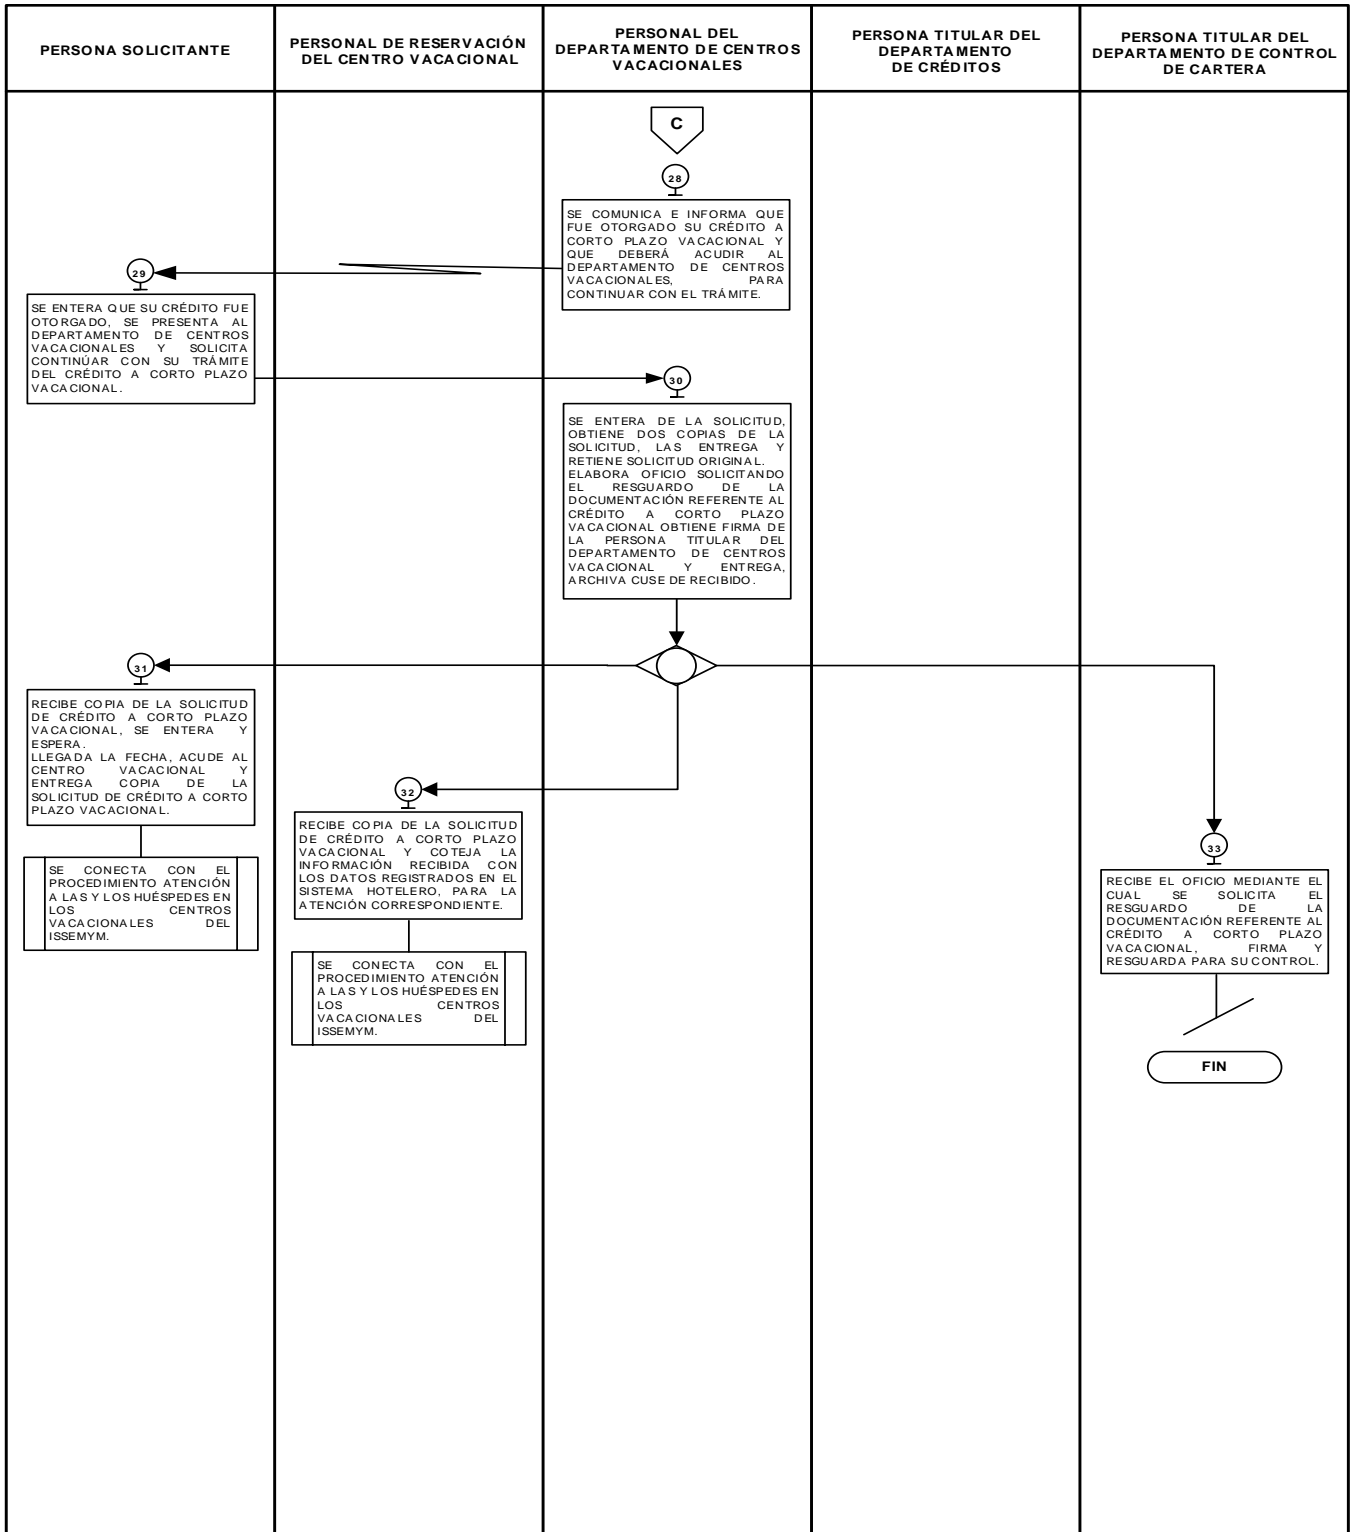 PERSONA SOLICITANTE
PERSONAL DE RESERVACIÓN
DEL CENTRO VACACIONAL
PERSONAL DEL
DEPARTAMENTO DE CENTROS
VACACIONALES
PERSONA TITULAR DEL
DEPARTAMENTO
DE CRÉDITOS
PERSONA TITULAR DEL
DEPARTAMENTO DE CONTROL
DE CARTERA
C
28
SE COMUNICA E INFORMA QUE
FUE OTORGADO SU CRÉDITO A
CORTO PLAZO VACACIONAL Y
QUE DEBERÁ ACUDIR AL
DEPARTAMENTO DE CENTROS
VACACIONALES, PARA
CONTINUAR CON EL TRÁMITE.
29
SE ENTERA QUE SU CRÉDITO FUE
OTORGADO, SE PRESENTA AL
DEPARTAMENTO DE CENTROS
VACACIONALES Y SOLICITA
CONTINÚAR CON SU TRÁMITE
DEL CRÉDITO A CORTO PLAZO
VACACIONAL.
30
SE ENTERA DE LA SOLICITUD,
OBTIENE DOS COPIAS DE LA
SOLICITUD, LAS ENTREGA Y
RETIENE SOLICITUD ORIGINAL.
ELABORA OFICIO SOLICITANDO
EL RESGUARDO DE LA
DOCUMENTACIÓN REFERENTE AL
CRÉDITO A CORTO PLAZO
VACACIONAL OBTIENE FIRMA DE
LA PERSONA TITULAR DEL
DEPARTAMENTO DE CENTROS
VACACIONAL Y ENTREGA,
ARCHIVA CUSE DE RECIBIDO.
31
RECIBE COPIA DE LA SOLICITUD
DE CRÉDITO A CORTO PLAZO
VACACIONAL, SE ENTERA Y
ESPERA.
LLEGADA LA FECHA, ACUDE AL
CENTRO VACACIONAL Y
ENTREGA COPIA DE LA
SOLICITUD DE CRÉDITO A CORTO
PLAZO VACACIONAL.
SE CONECTA CON EL
PROCEDIMIENTO ATENCIÓN
A LAS Y LOS HUÉSPEDES EN
LOS CENTROS
VACACIONALES DEL
ISSEMYM.
32
RECIBE COPIA DE LA SOLICITUD
DE CRÉDITO A CORTO PLAZO
VACACIONAL Y COTEJA LA
INFORMACIÓN RECIBIDA CON
LOS DATOS REGISTRADOS EN EL
SISTEMA HOTELERO, PARA LA
ATENCIÓN CORRESPONDIENTE.
SE CONECTA CON EL
PROCEDIMIENTO ATENCIÓN
A LAS Y LOS HUÉSPEDES EN
LOS CENTROS
VACACIONALES DEL
ISSEMYM.
33
RECIBE EL OFICIO MEDIANTE EL
CUAL SE SOLICITA EL
RESGUARDO DE LA
DOCUMENTACIÓN REFERENTE AL
CRÉDITO A CORTO PLAZO
VACACIONAL, FIRMA Y
RESGUARDA PARA SU CONTROL.
FIN